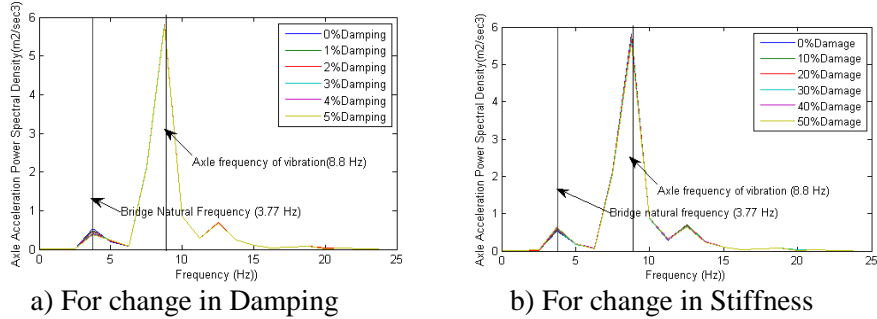 Axle Acceleration Power Spectral Density(m2/sec3)
6
5
4
3
2
1
0
0 5 10 15 20 25
Frequency (Hz))
0%Damping
1%Damping
2%Damping
3%Damping
4%Damping
5%Damping
Axle frequency of vibration(8.8 Hz)
Bridge Natural Frequency (3.77 Hz)
a) For change in Damping
Axle Acceleration Power Spectral Density(m2/sec3)
6
5
4
3
2
1
0
0 5 10 15 20 25
Frequency (Hz))
0%Damage
10%Damage
20%Damage
30%Damage
40%Damage
50%Damage
Axle frequency of vibration (8.8 Hz)
Bridge natural frequency (3.77 Hz)
b) For change in Stiffness